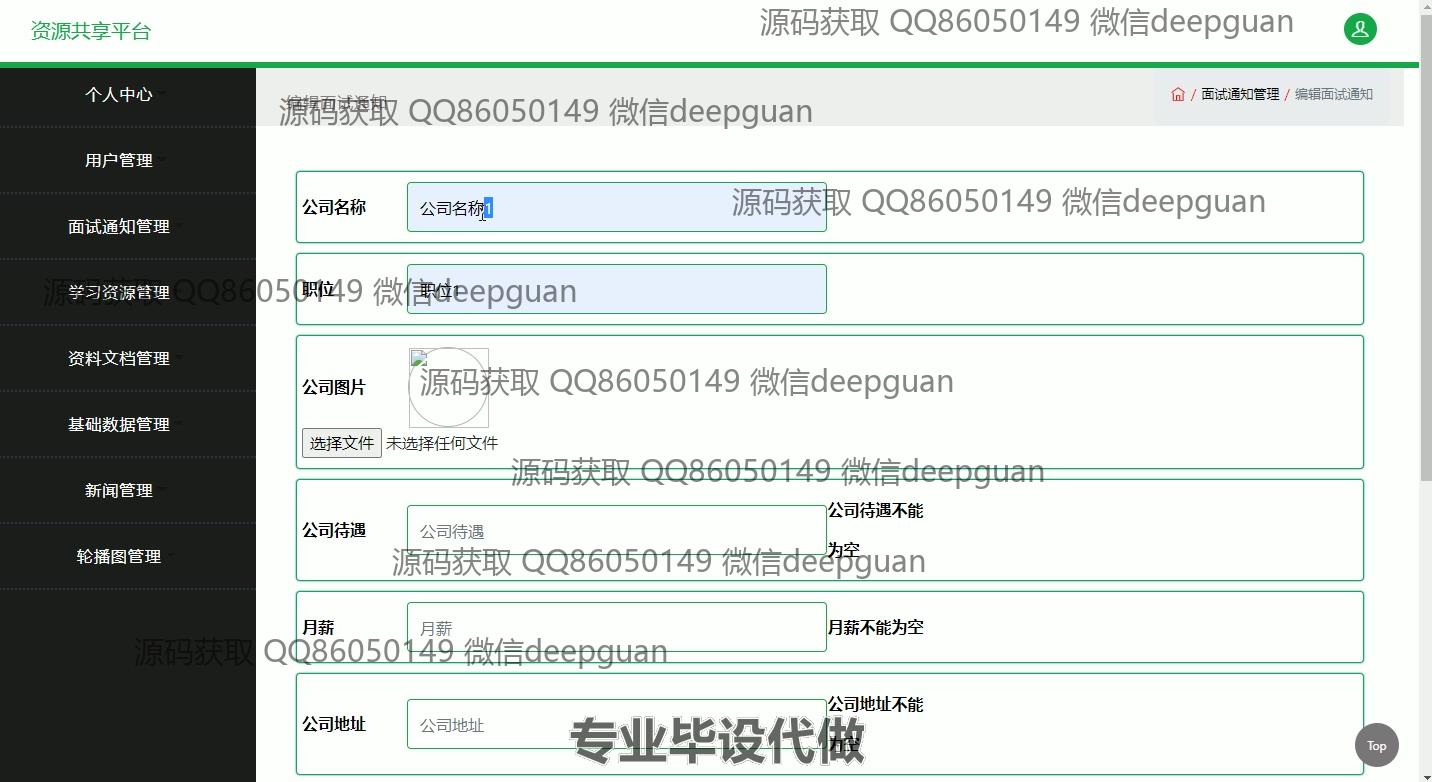 资源共享平台
源码获取 QQ86050149 微信deepguan
个人中心
用户管理
面试通知管理
学习资源管理
资料文档管理
基础数据管理
新闻管理
轮播图管理
编辑面试通知
源码获取 QQ86050149 微信deepguan
/ 面试通知管理 / 编辑面试通知
公司名称
公司名称1
源码获取 QQ86050149 微信deepguan
职位
职位1
源码获取 QQ86050149 微信deepguan
公司图片
源码获取 QQ86050149 微信deepguan
选择文件 未选择任何文件
源码获取 QQ86050149 微信deepguan
公司待遇
公司待遇
公司待遇不能
为空
源码获取 QQ86050149 微信deepguan
月薪
月薪
月薪不能为空
源码获取 QQ86050149 微信deepguan
公司地址
公司地址
公司地址不能
为空
专业毕设代做
Top